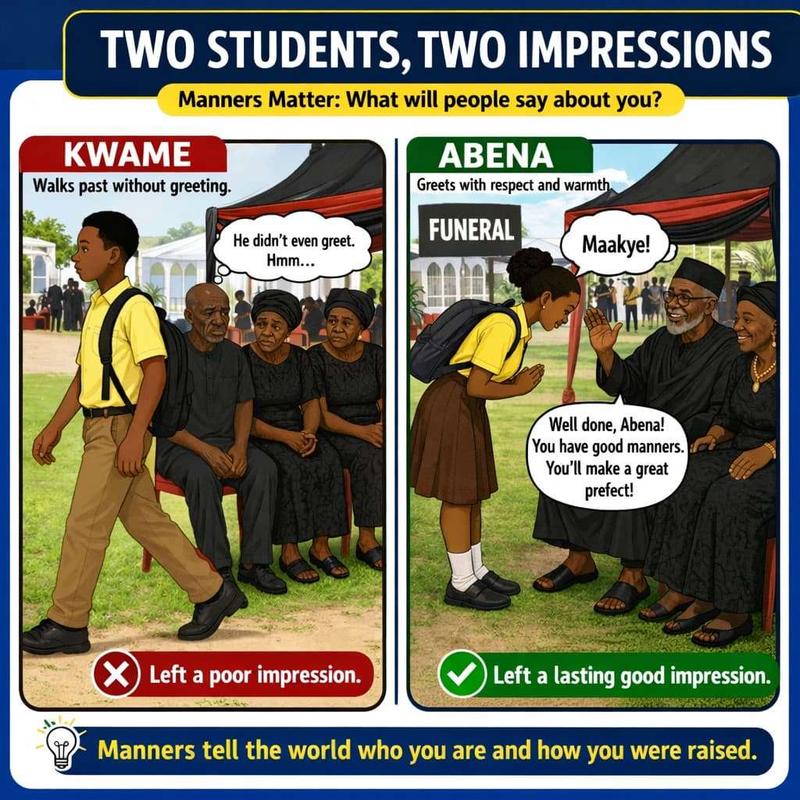 TWO STUDENTS, TWO IMPRESSIONS
Manners Matter: What will people say about you?
KWAME
Walks past without greeting.
He didn't even greet.
Hmm...
Left a poor impression.
ABENA
Greets with respect and warmth
FUNERAL
Maakye!
Well done, Abena!
You have good manners.
You'll make a great
prefect!
Left a lasting good impression.
Manners tell the world who you are and how you were raised.